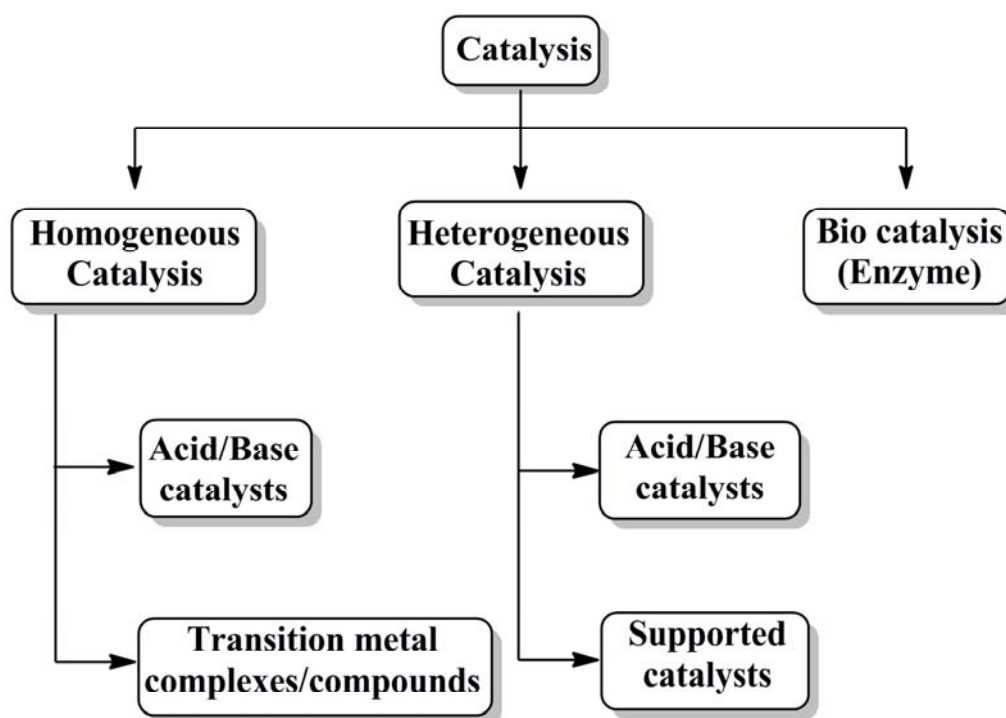 Catalysis
Homogeneous
Catalysis
Heterogeneous
Catalysis
Bio catalysis
(Enzyme)
Acid/Base
catalysts
Acid/Base
catalysts
Transition metal
complexes/compounds
Supported
catalysts